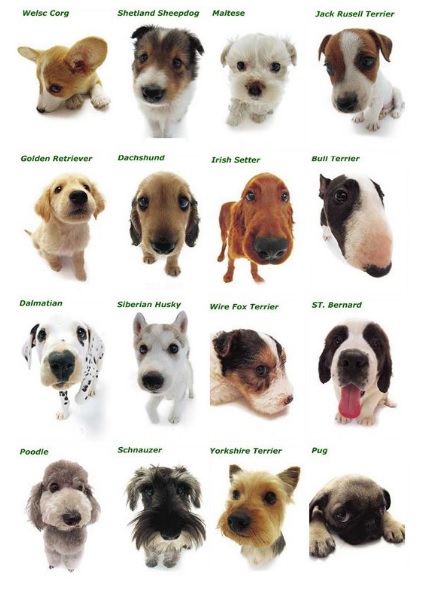 Welsc Corg
Shetland Sheepdog
Maltese
Jack Rusell Terrier
Golden Retriever
Dachshund
Irish Setter
Bull Terrier
Dalmatian
Siberian Husky
Wire Fox Terrier
ST. Bernard
Poodle
Schnauzer
Yorkshire Terrier
Pug